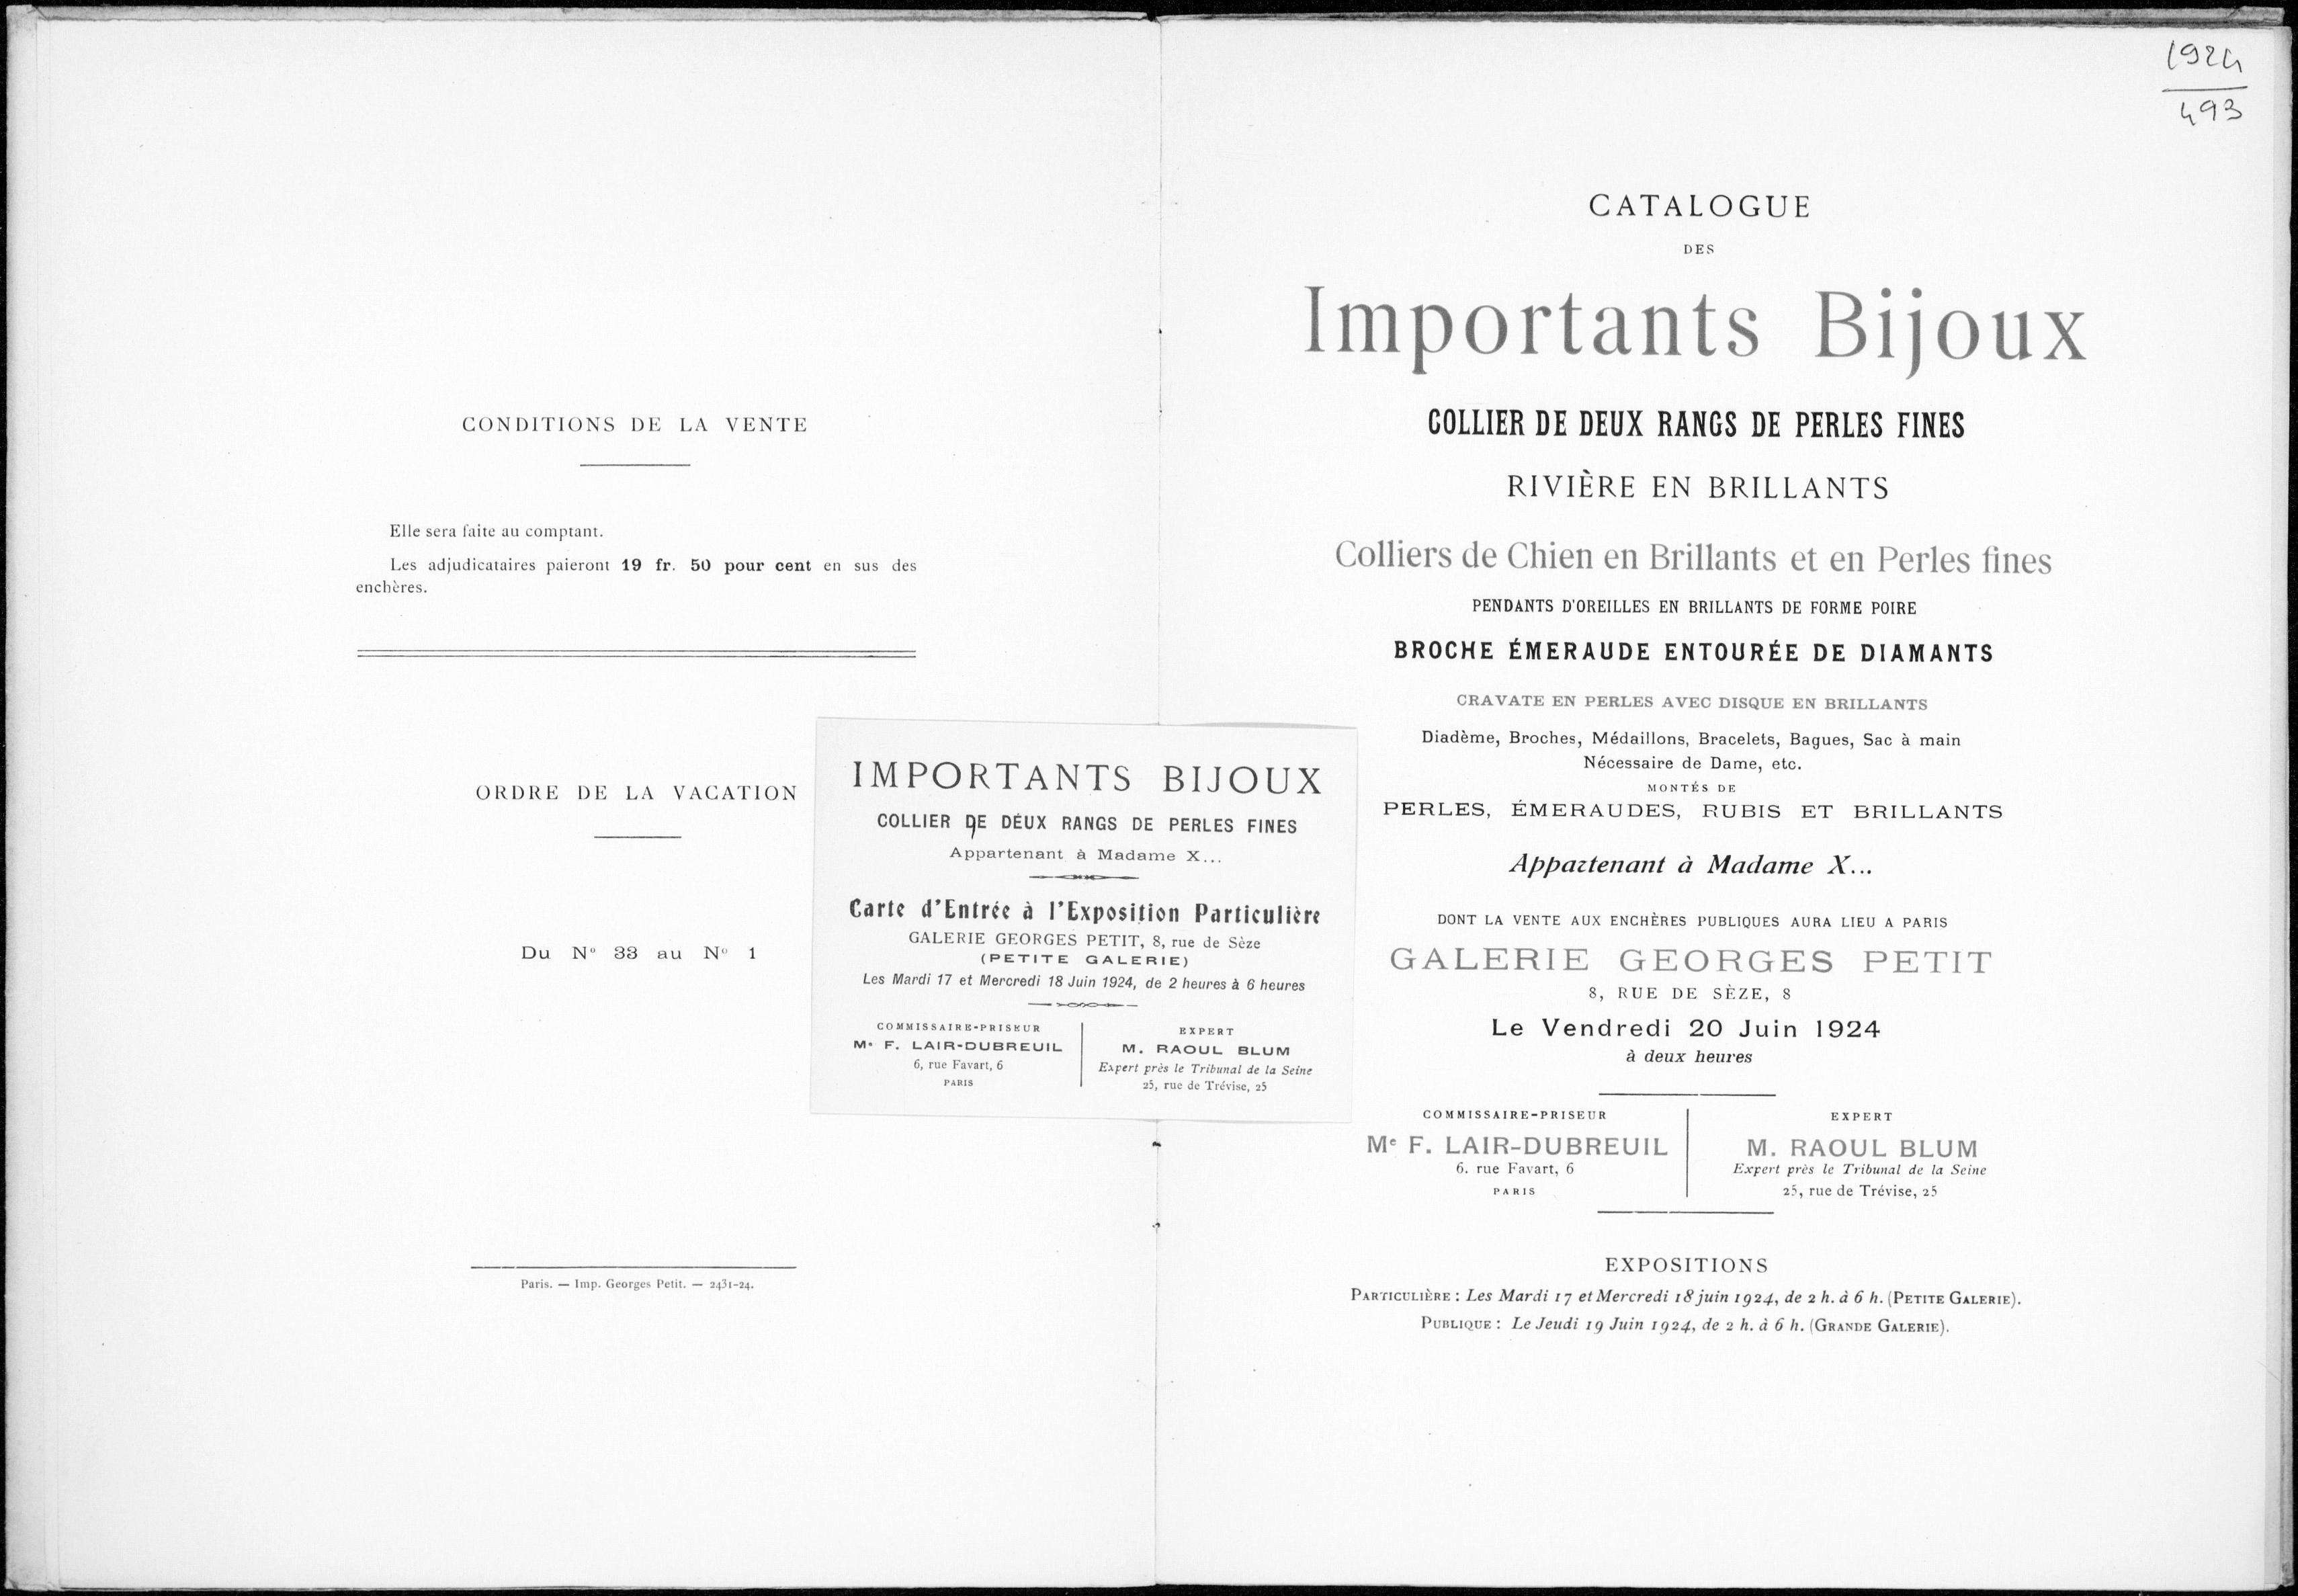 CONDITIONS DE LA VENTE
Elle sera faite au comptant.
Les adjudicataires paieront 19 fr. 50 pour cent en sus des
enchères.
ORDRE DE LA VACATION
Du No 33 au No 1
Paris. — Imp. Georges Petit. — 2431-24.
IMPORTANTS BIJOUX
COLLIER DE DEUX RANGS DE PERLES FINES
Appartenant à Madame X...
Carte d'Entrée à l'Exposition Particulière
GALERIE GEORGES PETIT, 8, rue de Sèze
(PETITE GALERIE)
Les Mardi 17 et Mercredi 18 Juin 1924, de 2 heures à 6 heures
COMMISSAIRE-PRISEUR
Me F. LAIR-DUBREUIL
6, rue Favart, 6
PARIS
EXPERT
M. RAOUL BLUM
Expert près le Tribunal de la Seine
25, rue de Trévise, 25
1924
493
CATALOGUE
DES
Importants Bijoux
COLLIER DE DEUX RANGS DE PERLES FINES
RIVIÈRE EN BRILLANTS
Colliers de Chien en Brillants et en Perles fines
PENDANTS D'OREILLES EN BRILLANTS DE FORME POIRE
BROCHE ÉMERAUDE ENTOURÉE DE DIAMANTS
CRAVATE EN PERLES AVEC DISQUE EN BRILLANTS
Diadème, Broches, Médaillons, Bracelets, Bagues, Sac à main
Nécessaire de Dame, etc.
MONTÉS DE
PERLES, ÉMERAUDES, RUBIS ET BRILLANTS
Appartenant à Madame X...
DONT LA VENTE AUX ENCHÈRES PUBLIQUES AURA LIEU A PARIS
GALERIE GEORGES PETIT
8, RUE DE SÈZE, 8
Le Vendredi 20 Juin 1924
à deux heures
COMMISSAIRE-PRISEUR
Me F. LAIR-DUBREUIL
6. rue Favart, 6
PARIS
EXPERT
M. RAOUL BLUM
Expert près le Tribunal de la Seine
25, rue de Trévise, 25
EXPOSITIONS
PARTICULIÈRE : Les Mardi 17 et Mercredi 18 juin 1924, de 2 h. à 6 h. (PETITE GALERIE).
PUBLIQUE : Le Jeudi 19 Juin 1924, de 2 h. à 6 h. (GRANDE GALERIE).